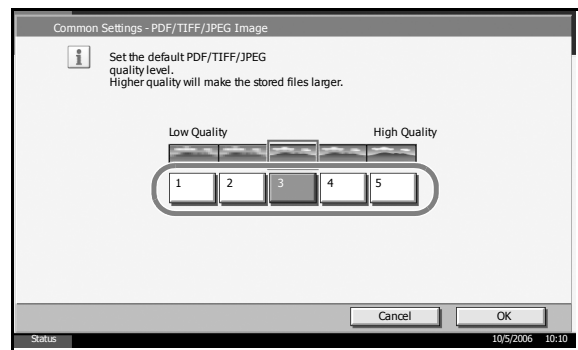 Common Settings - PDF/TIFF/JPEG Image
Set the default PDF/TIFF/JPEG
quality level.
Higher quality will make the stored files larger.
Low Quality High Quality
1 2 3 4 5
Cancel OK
Status 10/5/2006 10:10